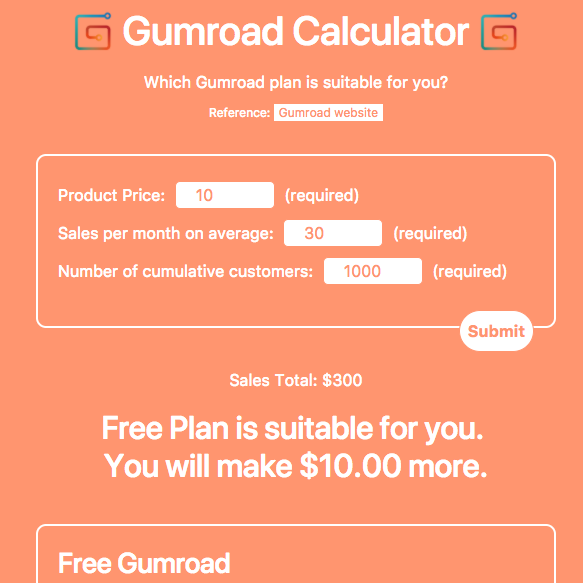 Gumroad Calculator
Which Gumroad plan is suitable for you?
Reference: Gumroad website
Product Price: 10 (required)
Sales per month on average: 30 (required)
Number of cumulative customers: 1000 (required)
Submit
Sales Total: $300
Free Plan is suitable for you.
You will make $10.00 more.
Free Gumroad